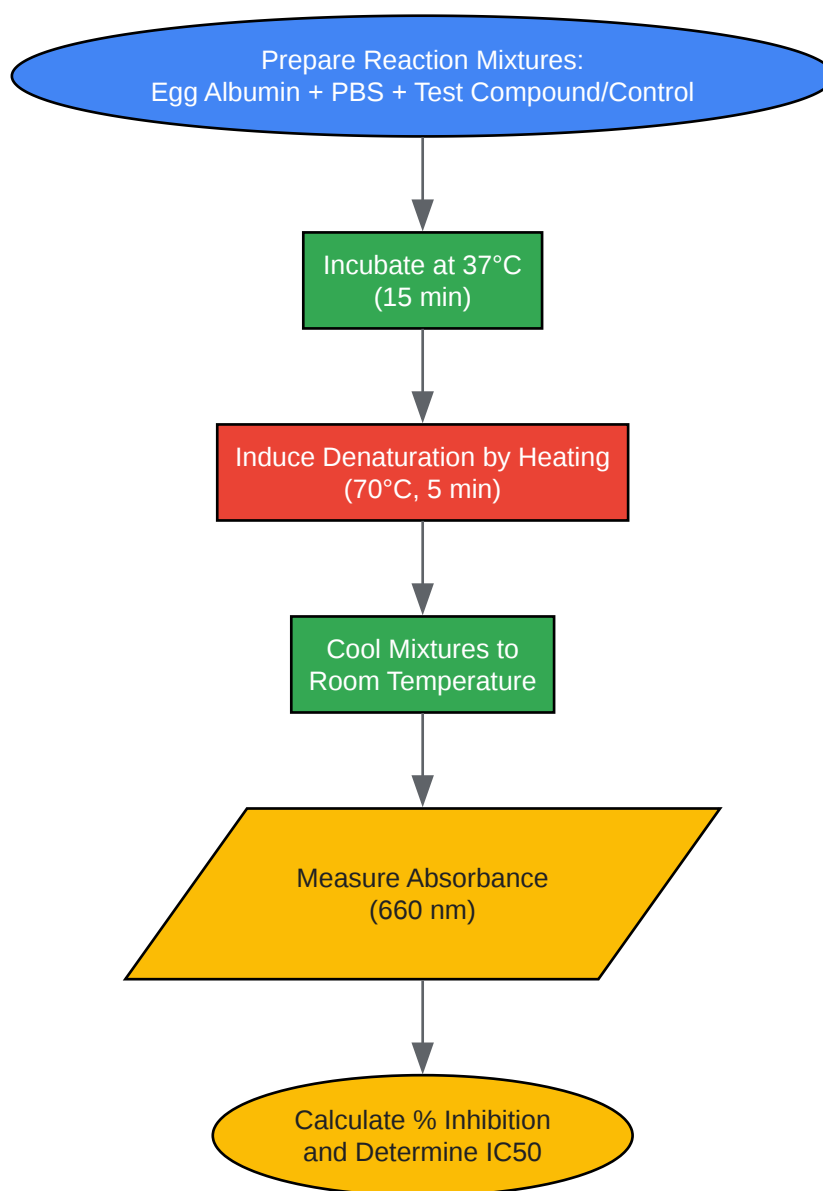 Prepare Reaction Mixtures:
Egg Albumin + PBS + Test Compound/Control
Incubate at 37°C
(15 min)
Induce Denaturation by Heating
(70°C, 5 min)
Cool Mixtures to
Room Temperature
Measure Absorbance
(660 nm)
Calculate % Inhibition
and Determine IC50